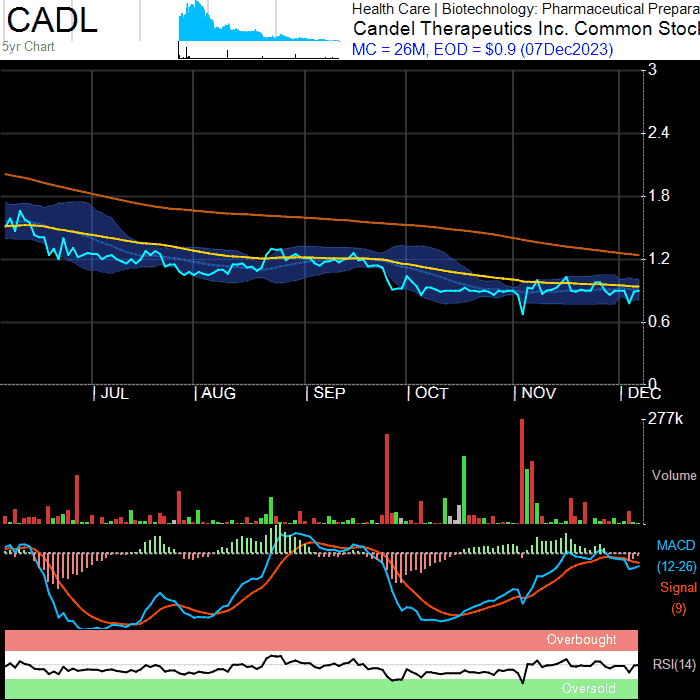 CADL
5yr Chart
Health Care | Biotechnology: Pharmaceutical Prepara
Candel Therapeutics Inc. Common Stoc
MC = 26M, EOD = $0.9 (07Dec2023)
3
2.4
1.8
1.2
0.6
0
| JUL | AUG | SEP | OCT | NOV | DEC
277k
Volume
MACD
(12-26)
Signal
(9)
Overbought
RSI(14)
Oversold